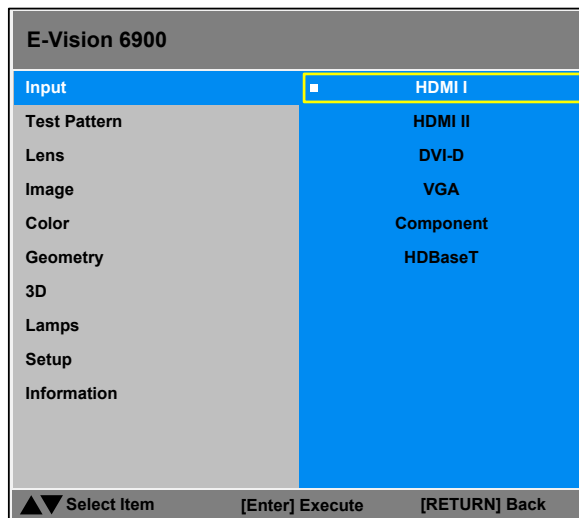 E-Vision 6900
Input HDMI I
Test Pattern HDMI II
Lens DVI-D
Image VGA
Color Component
Geometry HDBaseT
3D
Lamps
Setup
Information
Select Item [Enter] Execute [RETURN] Back